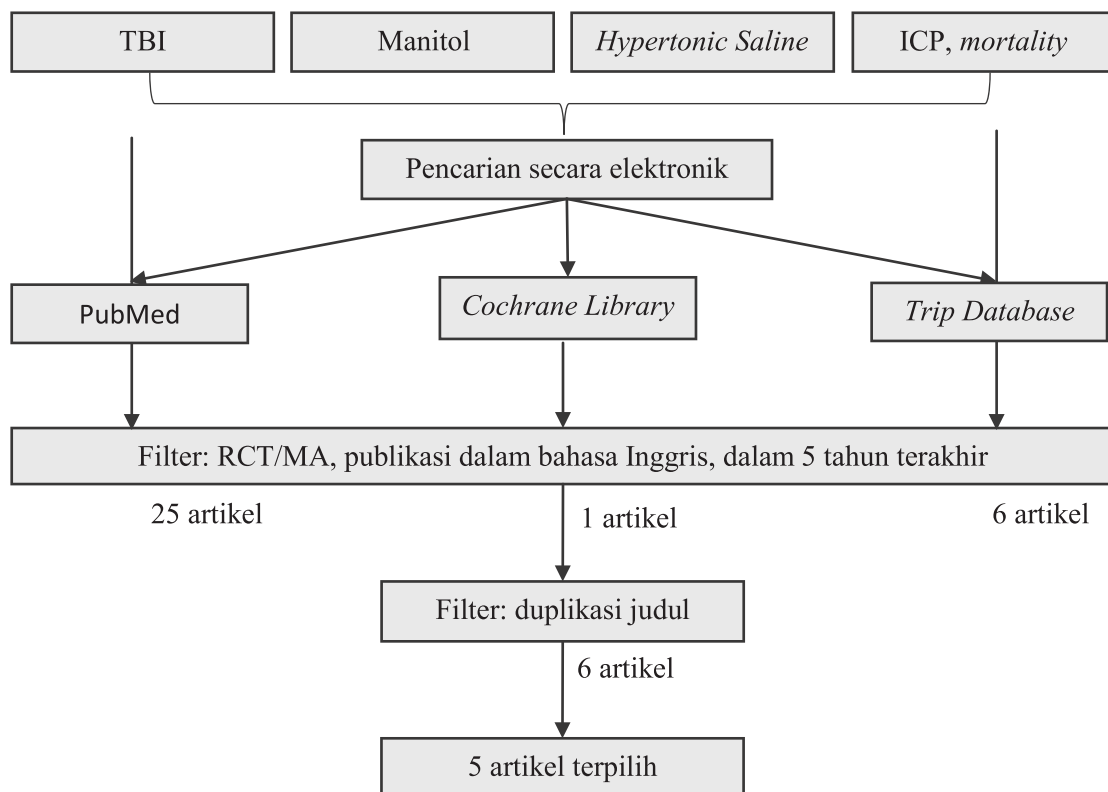 TBI
Manitol
Hypertonic Saline
ICP, mortality
Pencarian secara elektronik
PubMed
Cochrane Library
Trip Database
Filter: RCT/MA, publikasi dalam bahasa Inggris, dalam 5 tahun terakhir
25 artikel
1 artikel
6 artikel
Filter: duplikasi judul
6 artikel
5 artikel terpilih